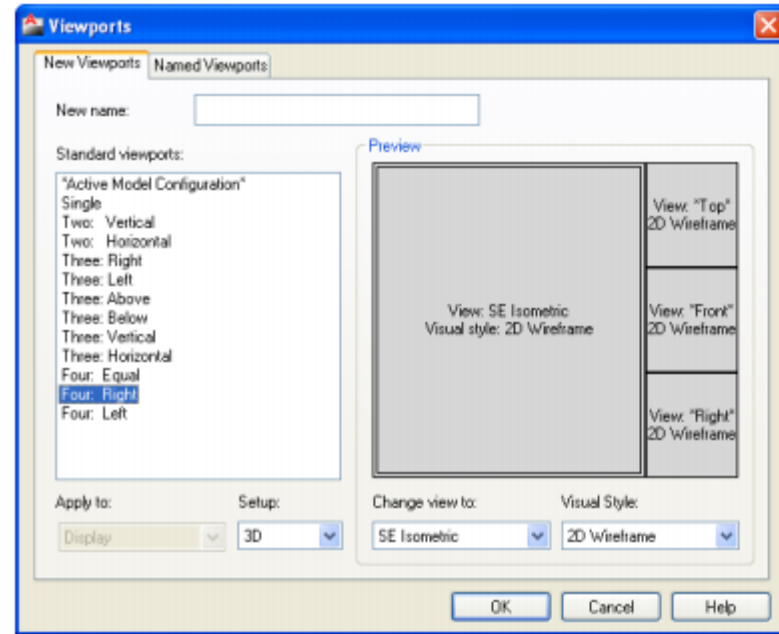 Viewports
New Viewports Named Viewports
New name:
Standard viewports:
*Active Model Configuration*
Single
Two: Vertical
Two: Horizontal
Three: Right
Three: Left
Three: Above
Three: Below
Three: Vertical
Three: Horizontal
Four: Equal
Four: Right
Four: Left
Apply to:
Display
Setup:
3D
Preview
View: SE Isometric
Visual style: 2D Wireframe
View: "Top"
2D Wireframe
View: "Front"
2D Wireframe
View: "Right"
2D Wireframe
Change view to:
SE Isometric
Visual Style:
2D Wireframe
OK Cancel Help